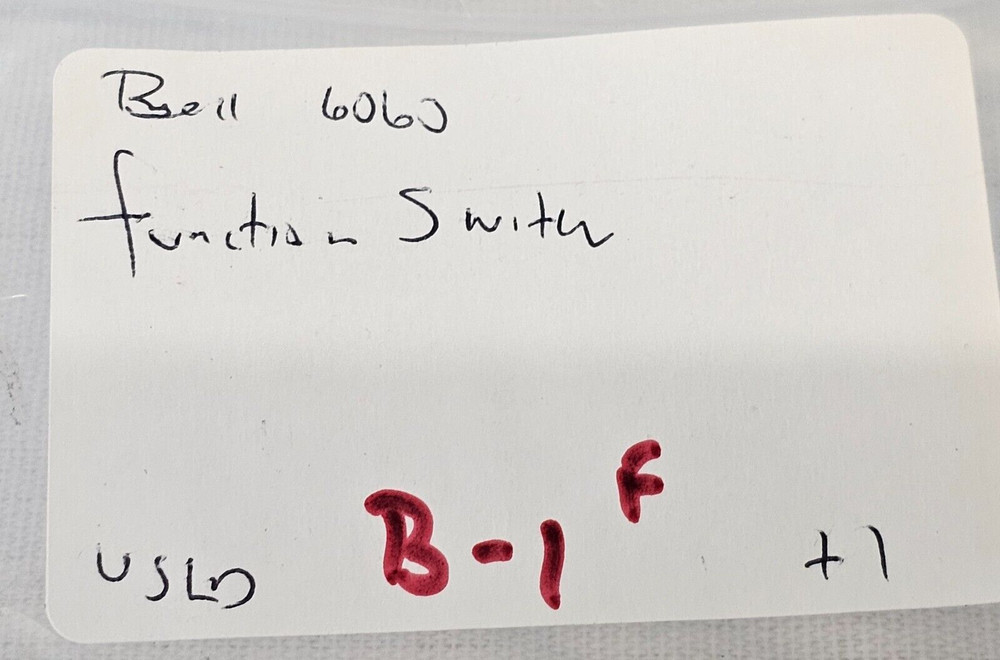 Bell 6060
function Switch
USED B-1 F +1